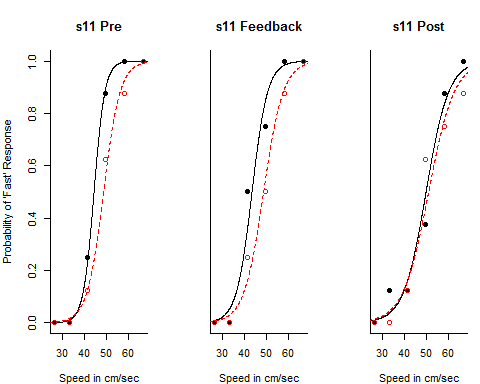 s11 Pre
s11 Feedback
s11 Post
Probability of 'Fast' Response
1.0
0.8
0.6
0.4
0.2
0.0
30 40 50 60
30 40 50 60
30 40 50 60
Speed in cm/sec
Speed in cm/sec
Speed in cm/sec